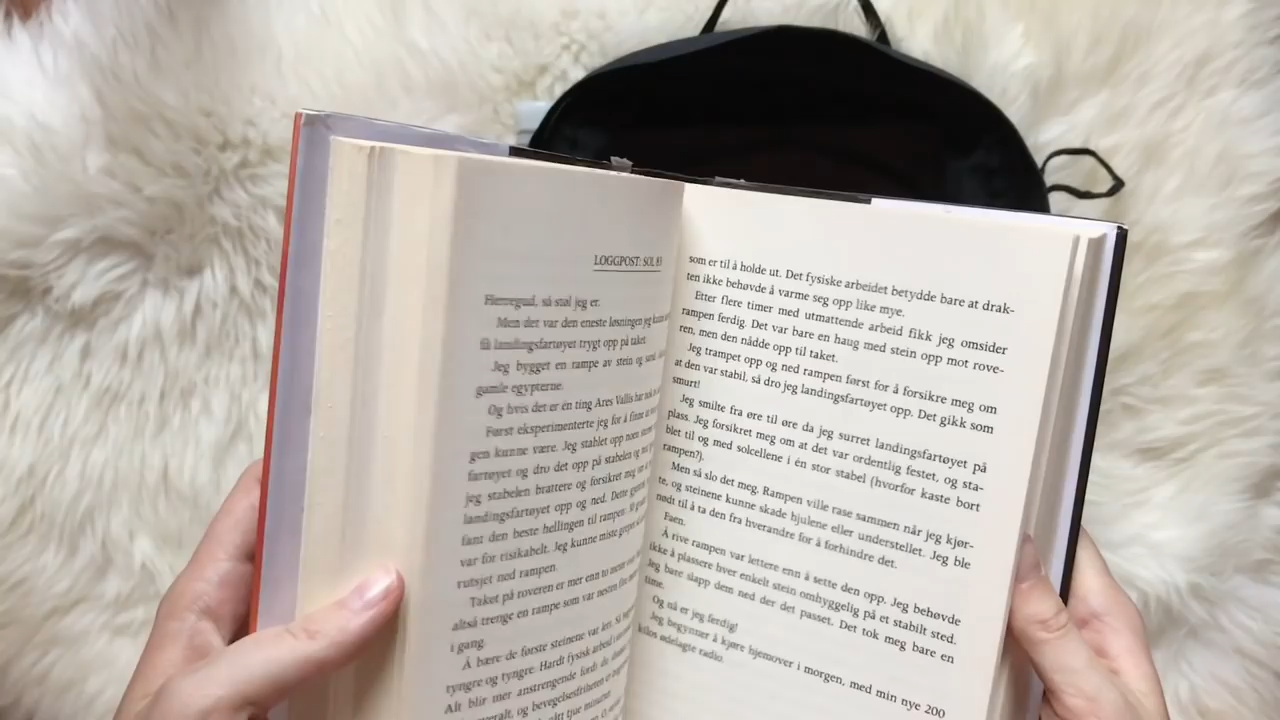 LOGGPOST: SOL 83
Herregud, så støl jeg er.
Men det var den eneste løsningen jeg kunne
få landingsfartøyet trygt opp på taket.
Jeg bygget en rampe av stein og sand,
gamle egypterne.
Og hvis det er én ting Ares Vallis har nok
Først eksperimenterte jeg for å finne
gen kunne være. Jeg stablet opp noen
fartøyet og dro det opp på stabelen og
jeg stabelen brattere og forsikret meg om
landingsfartøyet opp og ned. Dette
fant den beste hellingen til rampen:
var for risikabelt. Jeg kunne miste grepet
rutsjet ned rampen.
Taket på roveren er mer enn to meter
altså trenge en rampe som var nesten fire
i gang.
Å bære de første steinene var lett. Så
tyngre og tyngre. Hardt fysisk arbeid i
Alt blir mer anstrengende fordi du
overalt, og bevegelsesfriheten er
tjue
som er til å holde ut. Det fysiske arbeidet betydde bare at drak-
ten ikke behøvde å varme seg opp like mye.
Etter flere timer med utmattende arbeid fikk jeg omsider
rampen ferdig. Det var bare en haug med stein opp mot rove-
ren, men den nådde opp til taket.
Jeg trampet opp og ned rampen først for å forsikre meg om
at den var stabil, så dro jeg landingsfartøyet opp. Det gikk som
smurt!
Jeg smilte fra øre til øre da jeg surret landingsfartøyet på
plass. Jeg forsikret meg om at det var ordentlig festet, og sta-
blet til og med solcellene i én stor stabel (hvorfor kaste bort
rampen?).
Men så slo det meg. Rampen ville rase sammen når jeg kjør-
te, og steinene kunne skade hjulene eller understellet. Jeg ble
nødt til å ta den fra hverandre for å forhindre det.
Faen.
Å rive rampen var lettere enn å sette den opp. Jeg behøvde
ikke å plassere hver enkelt stein omhyggelig på et stabilt sted.
Jeg bare slapp dem ned der det passet. Det tok meg bare en
time.
Og nå er jeg ferdig!
Jeg begynner å kjøre hjemover i morgen, med min nye 200
kilos ødelagte radio.